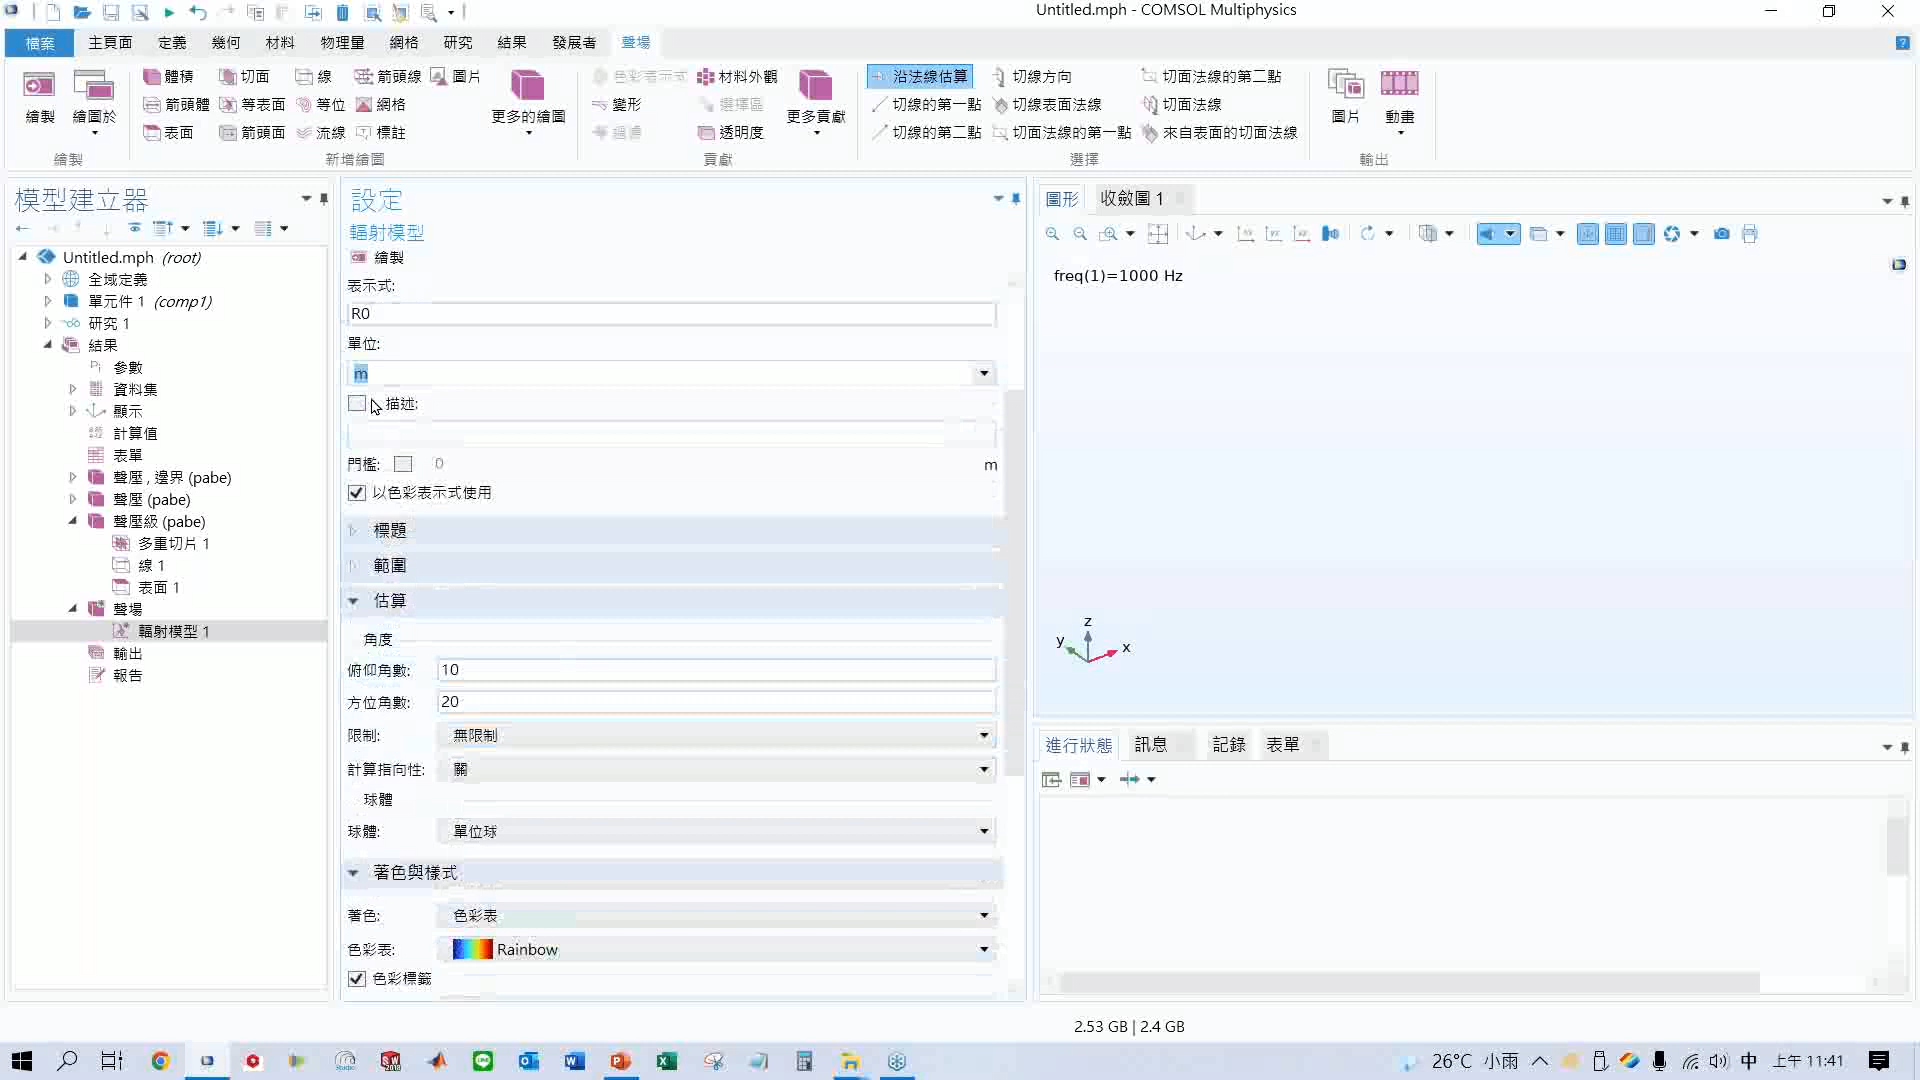 Untitled.mph - COMSOL Multiphysics
檔案 主頁面 定義 幾何 材料 物理量 網格 研究 結果 發展者 聲場
體積 切面 線 箭頭線 圖片 色彩表示式 材料外觀 沿法線估算 切線方向 切面法線的第二點
箭頭體 等表面 等位 網格 變形 選擇區 切線的第一點 切線表面法線 切面法線
繪製 繪圖於 更多的繪圖 更多貢獻 圖片 動畫
表面 箭頭面 流線 標註 透明度 切線的第二點 切面法線的第一點 來自表面的切面法線
繪製 新增繪圖 貢獻 選擇 輸出
模型建立器
Untitled.mph (root)
全域定義
單元件 1 (comp1)
研究 1
結果
參數
資料集
顯示
計算值
表單
聲壓 , 邊界 (pabe)
聲壓 (pabe)
聲壓級 (pabe)
多重切片 1
線 1
表面 1
聲場
輻射模型 1
輸出
報告
設定
輻射模型
繪製
表示式:
R0
單位:
m
描述:
門檻: 0 m
以色彩表示式使用
標題
範圍
估算
角度
俯仰角數: 10
方位角數: 20
限制: 無限制
計算指向性: 關
球體
球體: 單位球
著色與樣式
著色: 色彩表
色彩表: Rainbow
色彩標籤
圖形 收斂圖 1
freq(1)=1000 Hz
z
y
x
進行狀態 訊息 記錄 表單
2.53 GB | 2.4 GB
26°C 小雨 中 上午 11:41